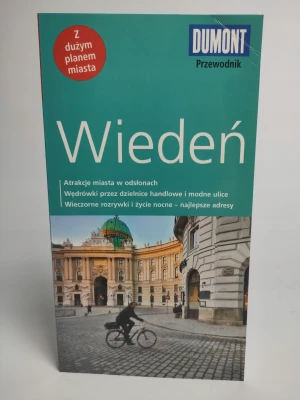 Z
dużym
planem
miasta
DUMONT
Przewodnik
Wiedeń
Atrakcje miasta w odsłonach
Wędrówki przez dzielnice handlowe i modne ulice
Wieczorne rozrywki i życie nocne – najlepsze adresy